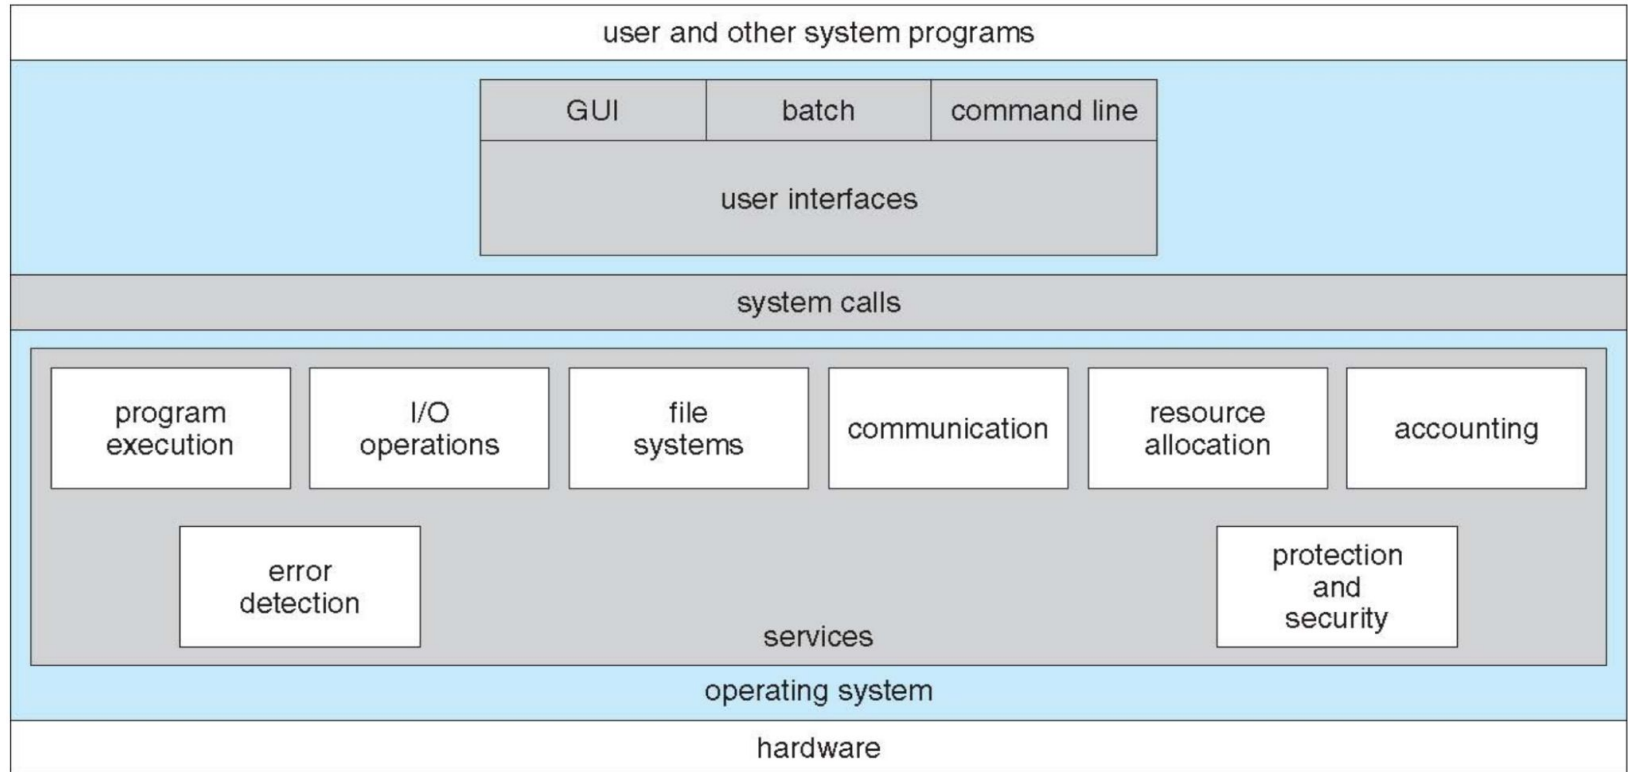 user and other system programs
GUI
batch
command line
user interfaces
system calls
program
execution
I/O
operations
file
systems
communication
resource
allocation
accounting
error
detection
protection
and
security
services
operating system
hardware